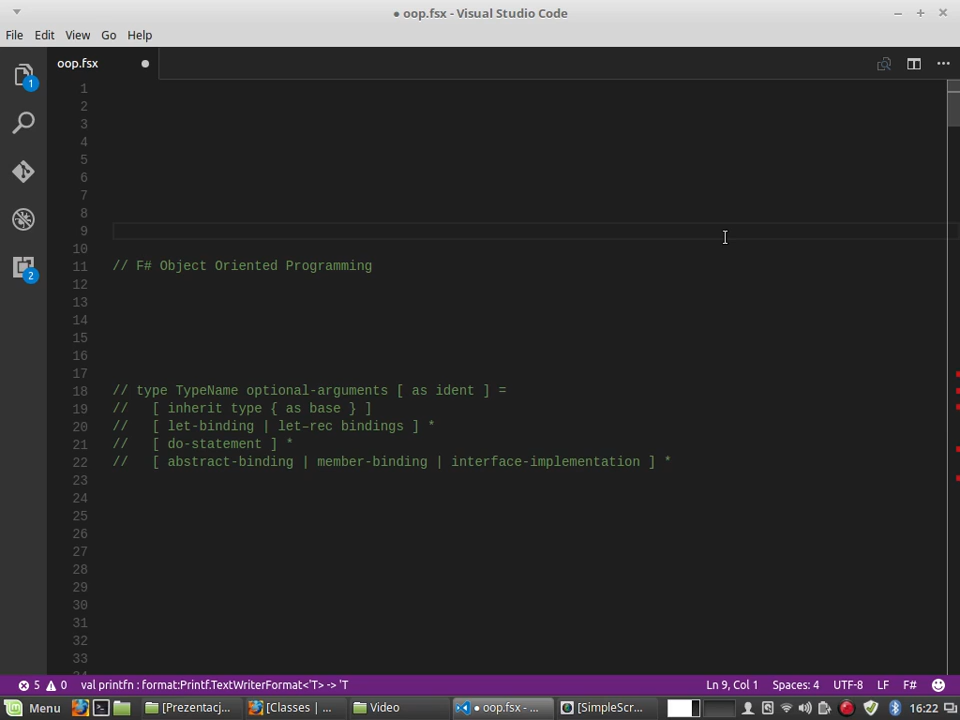 ● oop.fsx - Visual Studio Code
File Edit View Go Help
oop.fsx
1
1
2
3
4
5
6
7
8
9
10
11 // F# Object Oriented Programming
12
13
14
15
16
17
18 // type TypeName optional-arguments [ as ident ] =
19 //   [ inherit type { as base } ]
20 //   [ let-binding | let-rec bindings ] *
21 //   [ do-statement ] *
22 //   [ abstract-binding | member-binding | interface-implementation ] *
2
23
24
25
26
27
28
29
30
31
32
33
5 0 val printfn : format:Printf.TextWriterFormat<'T> -> 'T Ln 9, Col 1 Spaces: 4 UTF-8 LF F#
Menu [Prezentacj... [Classes | ... Video ● oop.fsx - ... [SimpleScr... 16:22